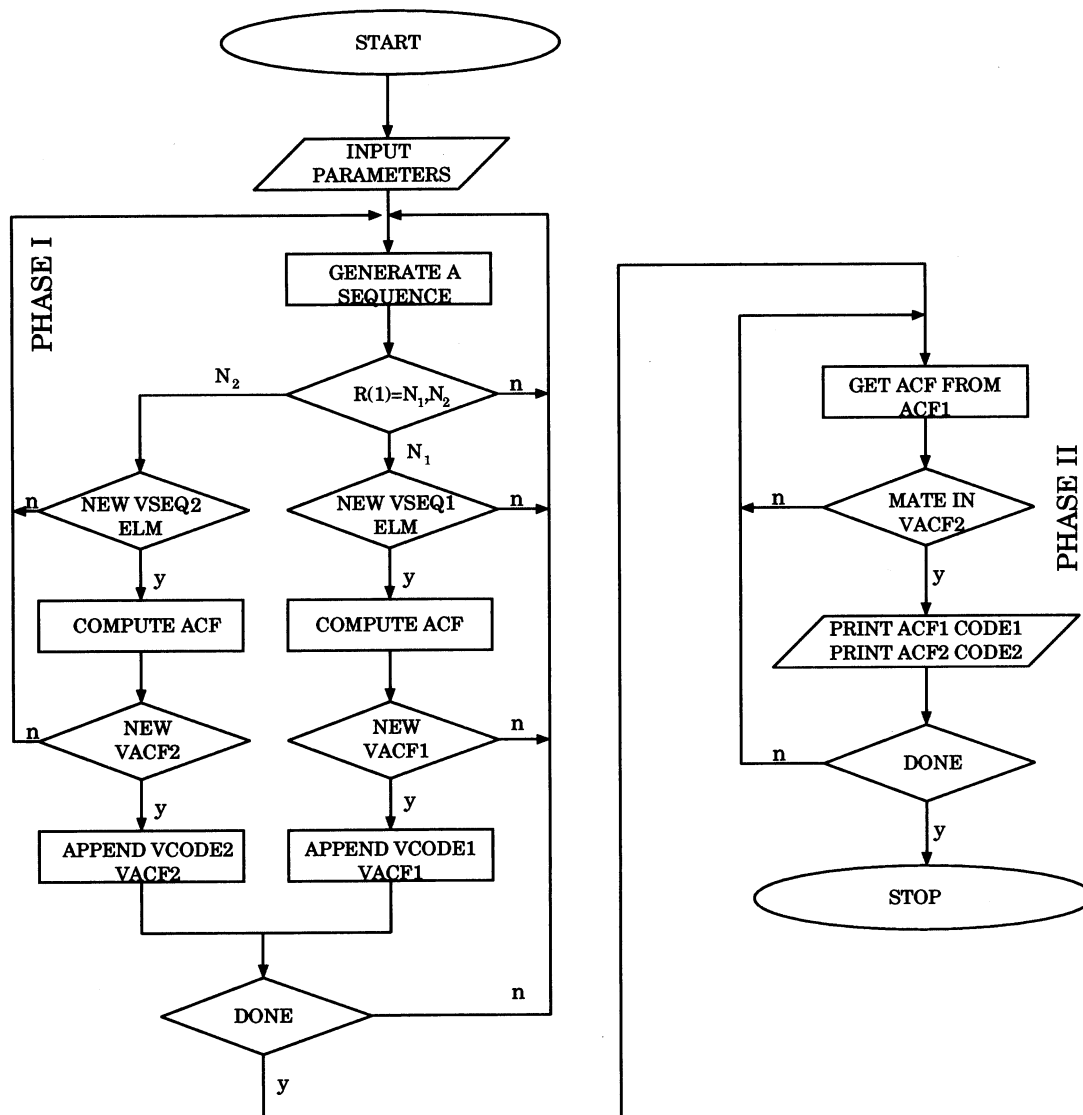 START
INPUT
PARAMETERS
PHASE I
GENERATE A
SEQUENCE
N₂
R(1)=N₁,N₂
n
N₁
n
NEW VSEQ2
ELM
NEW VSEQ1
ELM
n
y
y
COMPUTE ACF
COMPUTE ACF
n
NEW
VACF2
NEW
VACF1
n
y
y
APPEND VCODE2
VACF2
APPEND VCODE1
VACF1
DONE
n
y
PHASE II
GET ACF FROM
ACF1
n
MATE IN
VACF2
y
PRINT ACF1 CODE1
PRINT ACF2 CODE2
n
DONE
y
STOP